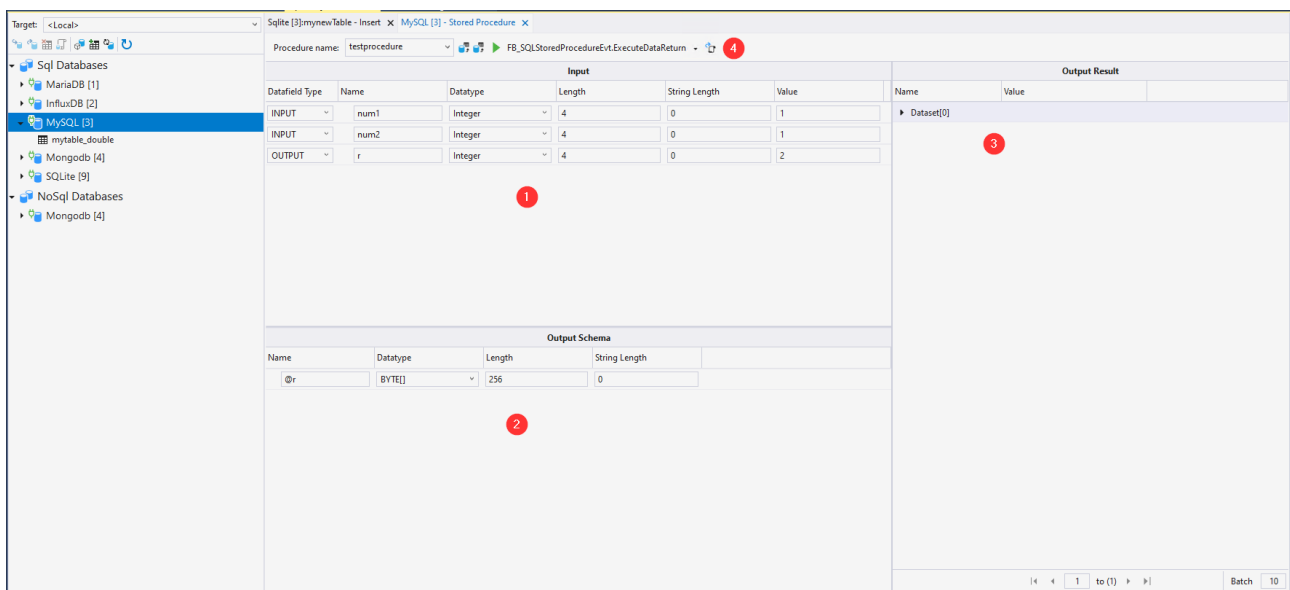 Target: <Local>
Sql Databases
MariaDB [1]
InfluxDB [2]
MySQL [3]
mytable_double
Mongodb [4]
SQLite [9]
NoSql Databases
Mongodb [4]
Sqlite [3]:mynewTable - Insert x MySQL [3] - Stored Procedure x
Procedure name: testprocedure FB_SQLStoredProcedureEvt.ExecuteDataReturn 4
Input
Datafield Type Name Datatype Length String Length Value
INPUT num1 Integer 4 0 1
INPUT num2 Integer 4 0 1
OUTPUT r Integer 4 0 2
1
Output Schema
Name Datatype Length String Length
@r BYTE[] 256 0
2
Output Result
Name Value
Dataset[0]
3
1 to (1) Batch 10